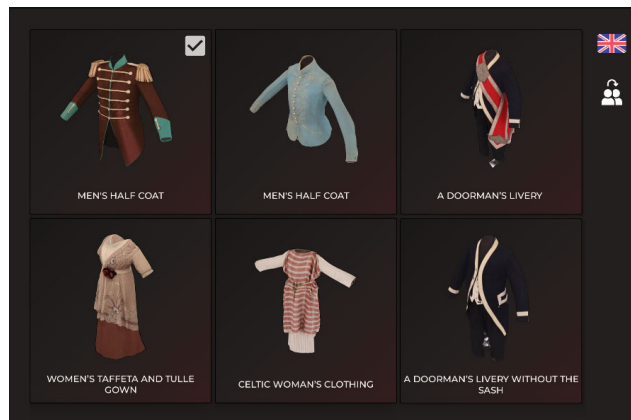 MEN'S HALF COAT
MEN'S HALF COAT
A DOORMAN'S LIVERY
WOMEN'S TAFFETA AND TULLE
GOWN
CELTIC WOMAN'S CLOTHING
A DOORMAN'S LIVERY WITHOUT THE
SASH